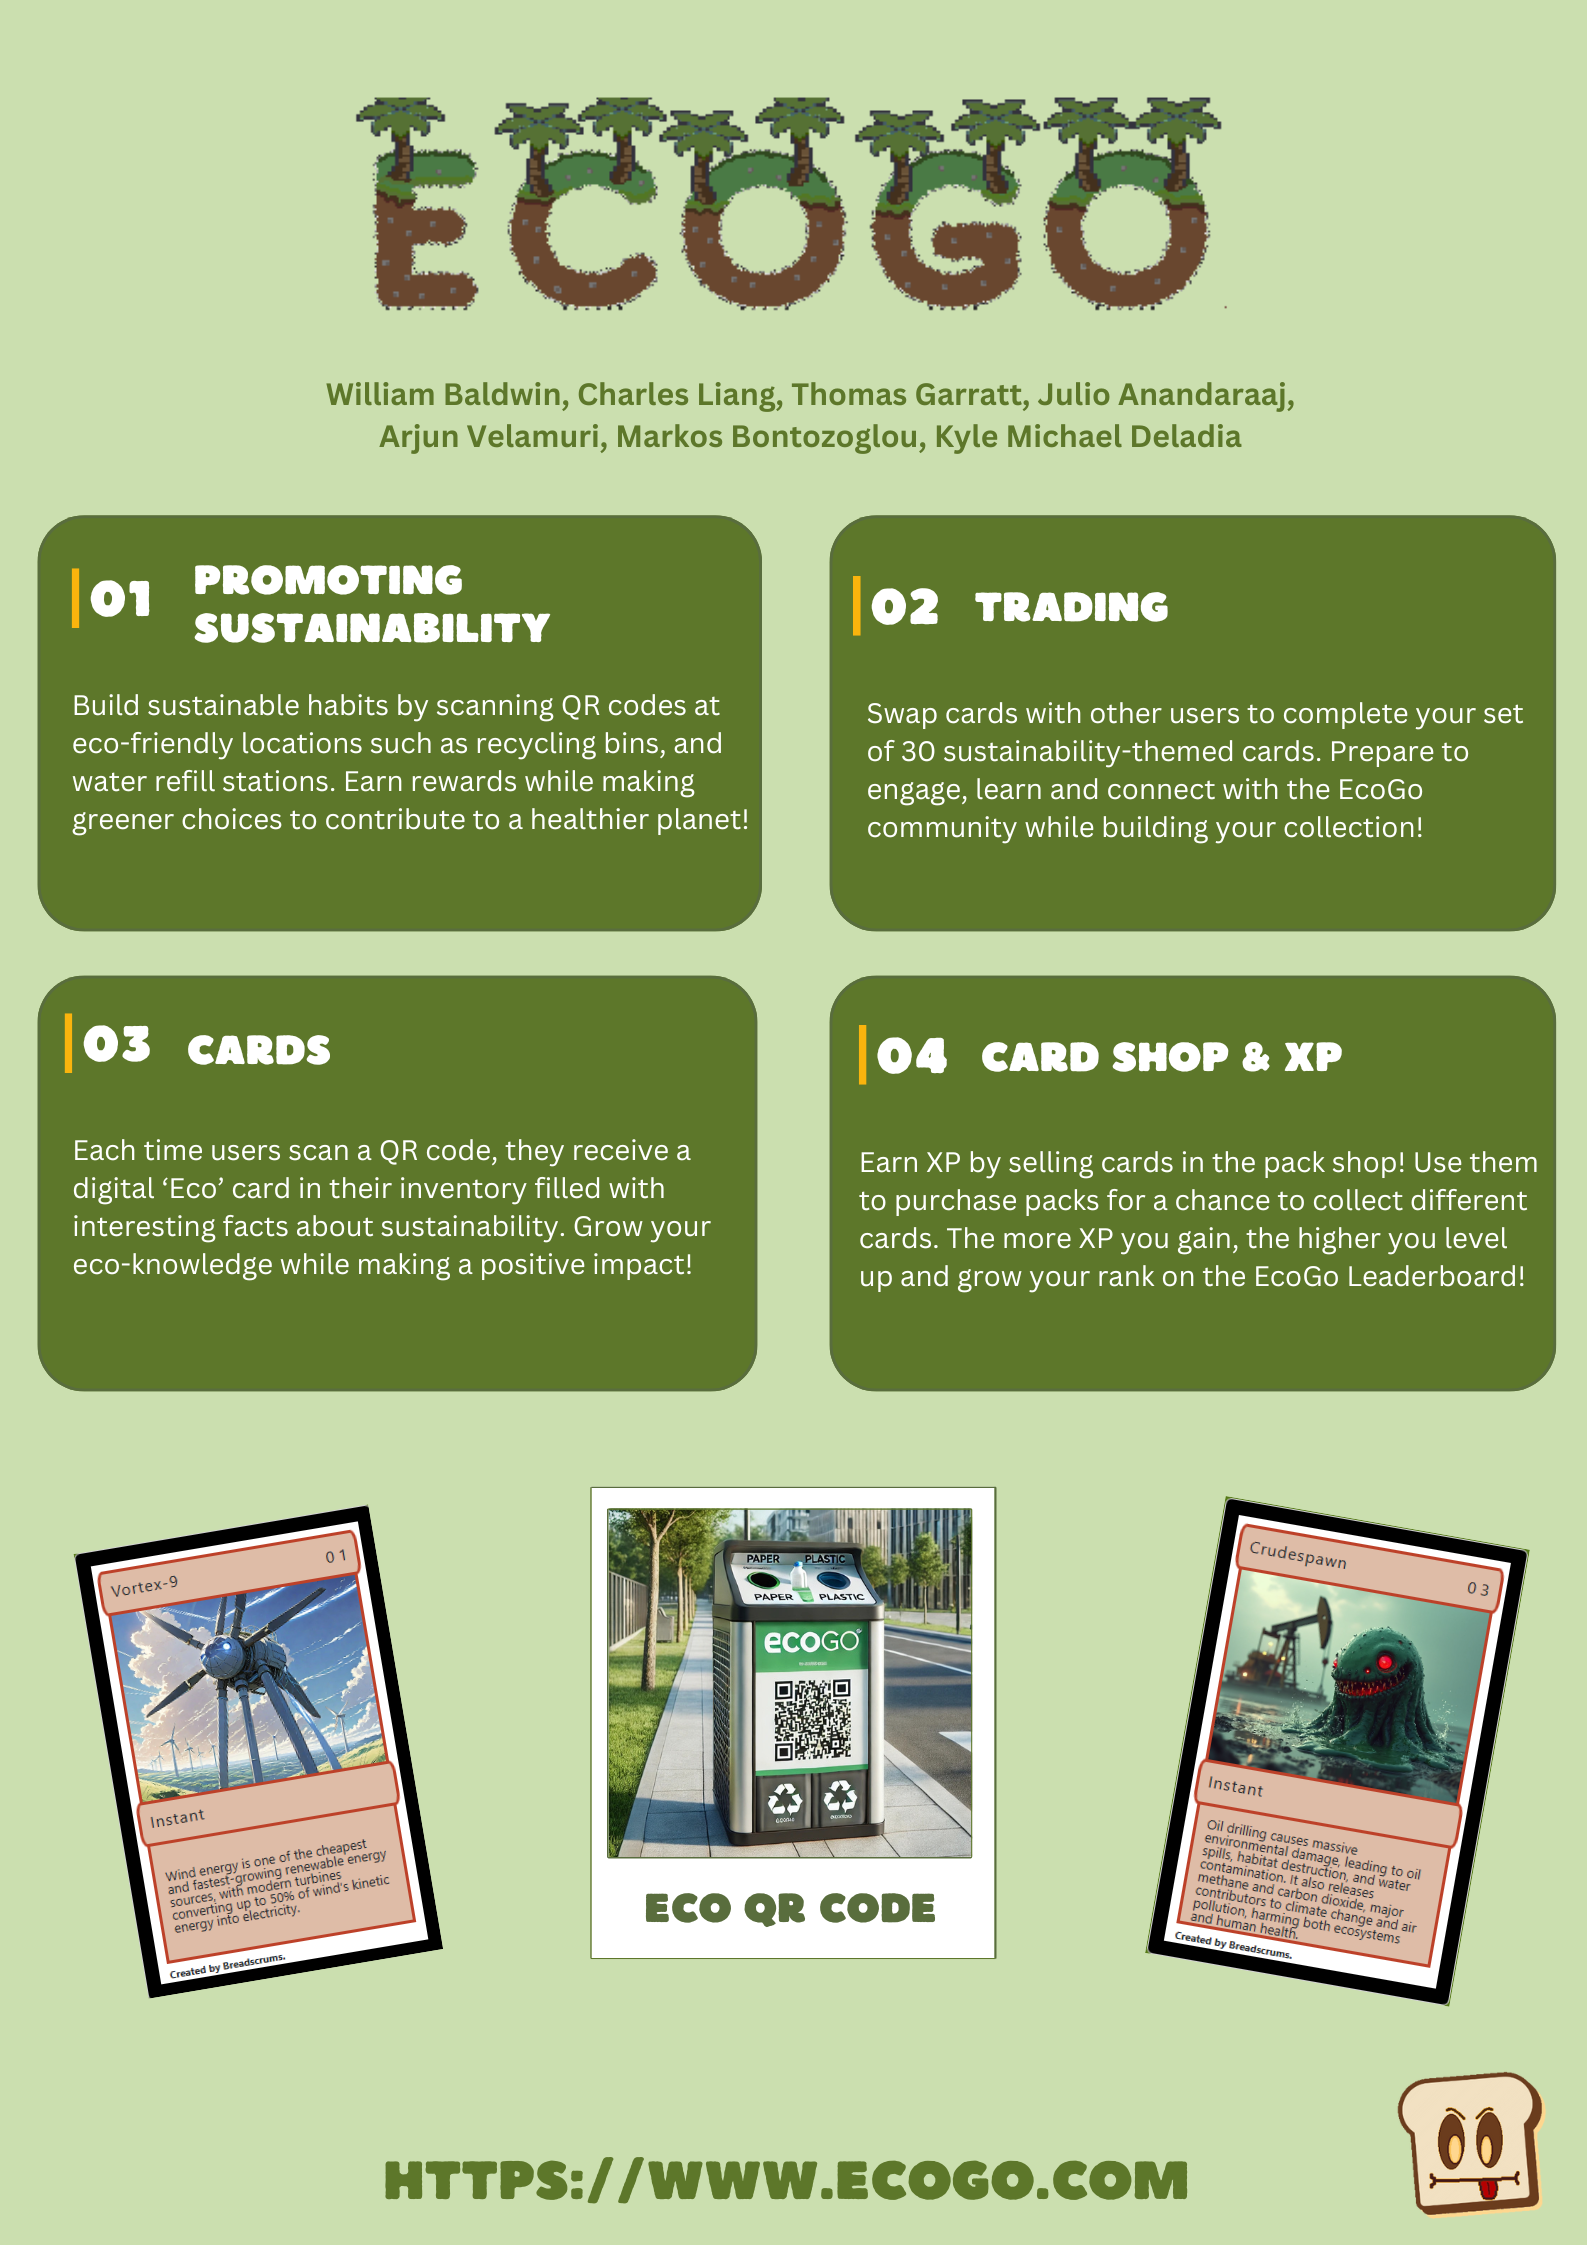 ECOGO
William Baldwin, Charles Liang, Thomas Garratt, Julio Anandaraaj,
Arjun Velamuri, Markos Bontozoglou, Kyle Michael Deladia
01 PROMOTING
SUSTAINABILITY
Build sustainable habits by scanning QR codes at
eco-friendly locations such as recycling bins, and
water refill stations. Earn rewards while making
greener choices to contribute to a healthier planet!
02 TRADING
Swap cards with other users to complete your set
of 30 sustainability-themed cards. Prepare to
engage, learn and connect with the EcoGo
community while building your collection!
03 CARDS
Each time users scan a QR code, they receive a
digital ‘Eco’ card in their inventory filled with
interesting facts about sustainability. Grow your
eco-knowledge while making a positive impact!
04 CARD SHOP & XP
Earn XP by selling cards in the pack shop! Use them
to purchase packs for a chance to collect different
cards. The more XP you gain, the higher you level
up and grow your rank on the EcoGo Leaderboard!
Vortex-9 01
Instant
Wind energy is one of the cheapest
and fastest-growing renewable energy
sources, with modern turbines
converting up to 50% of wind's kinetic
energy into electricity.
Created by Breadscrums.
PAPER PLASTIC
PAPER PLASTIC
ECOGO
ECO QR CODE
Crudespawn
03
Instant
Oil drilling causes massive
environmental damage, leading to oil
spills, habitat destruction, and water
contamination. It also releases
methane and carbon dioxide, major
contributors to climate change and air
pollution, harming both ecosystems
and human health.
Created by Breadscrums.
HTTPS://WWW.ECOGO.COM